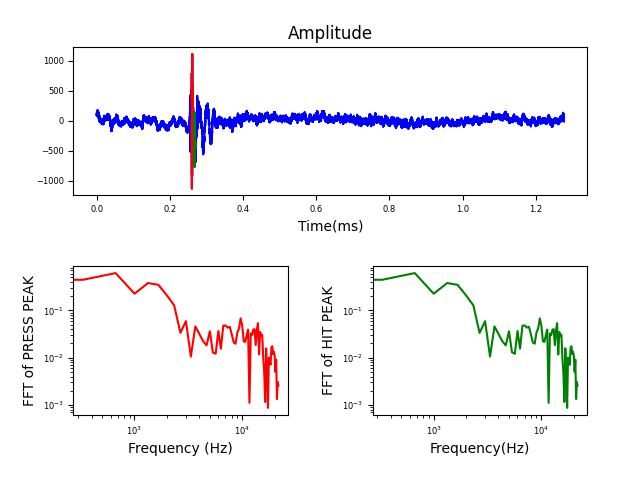 Amplitude
1000
500
0
−500
−1000
0.0 0.2 0.4 0.6 0.8 1.0 1.2
Time(ms)
FFT of PRESS PEAK
10⁻¹
10⁻²
10⁻³
10³ 10⁴
Frequency (Hz)
FFT of HIT PEAK
10⁻¹
10⁻²
10⁻³
10³ 10⁴
Frequency(Hz)